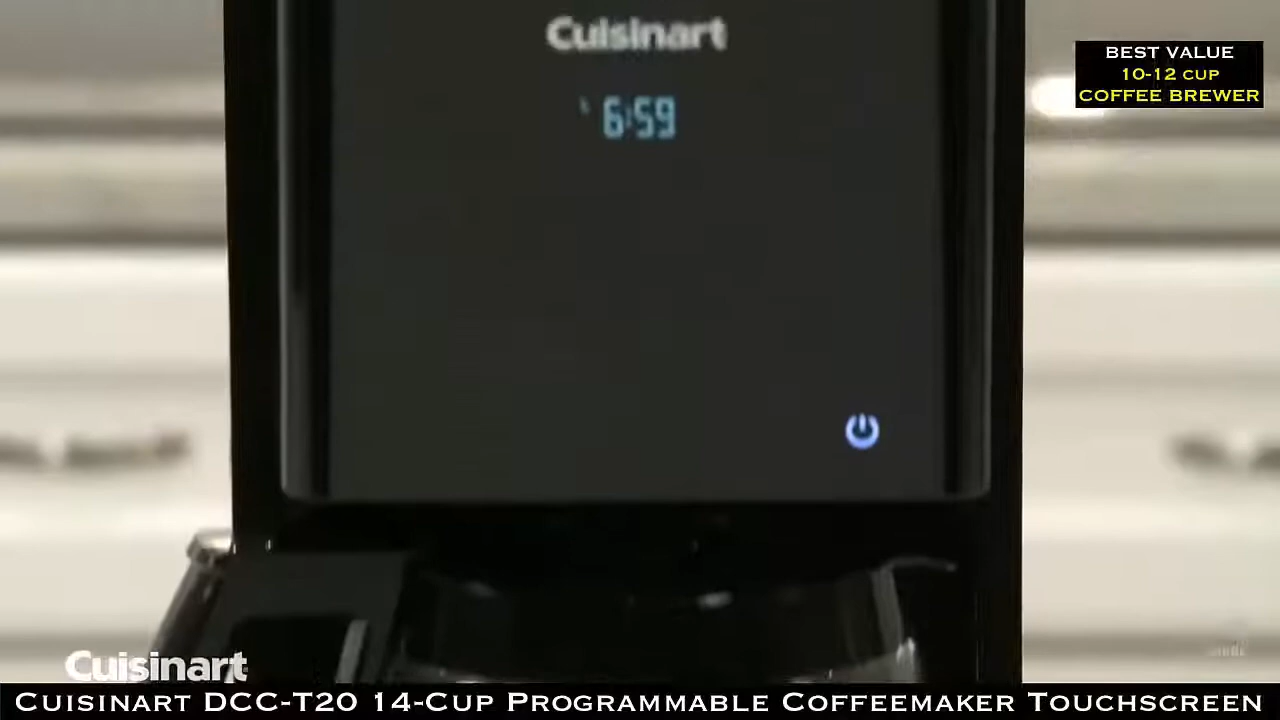 Cuisinart
6:59
BEST VALUE
10-12 CUP
COFFEE BREWER
Cuisinart
CUISINART DCC-T20 14-CUP PROGRAMMABLE COFFEEMAKER TOUCHSCREEN